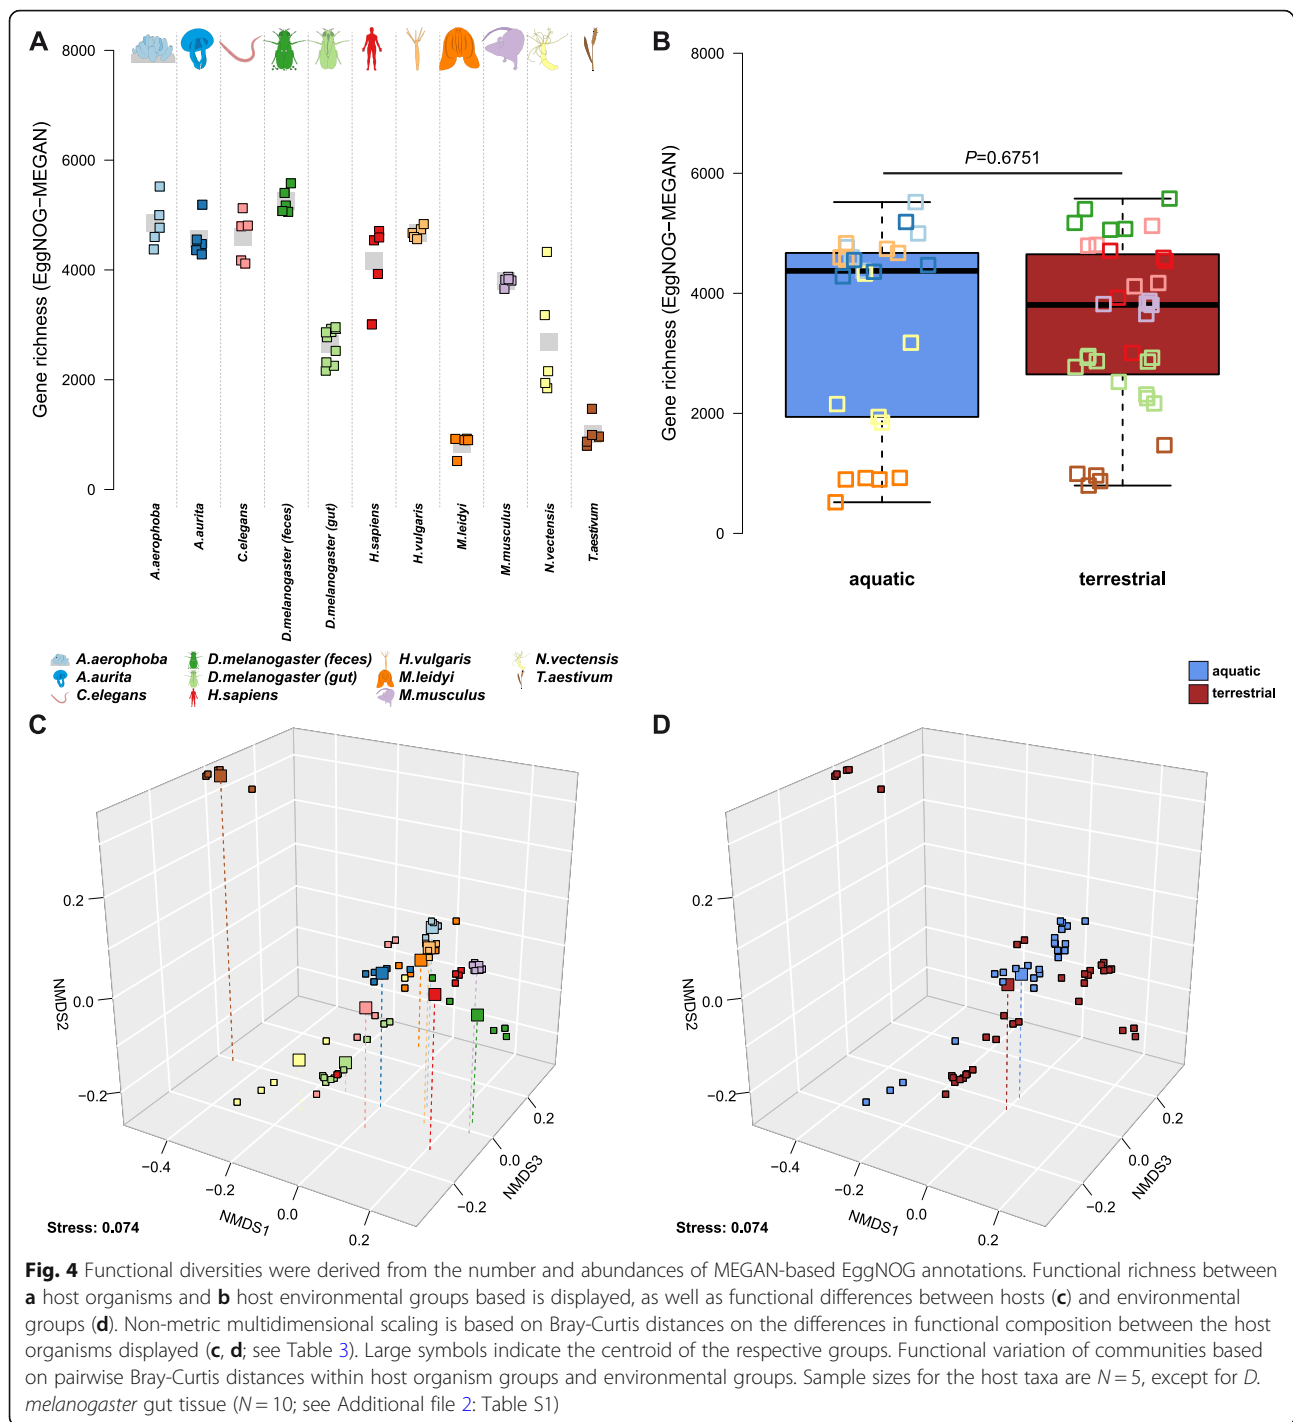 A
B
8000
6000
4000
2000
0
Gene richness (EggNOG−MEGAN)
A.aerophoba
A.aurita
C.elegans
D.melanogaster (feces)
D.melanogaster (gut)
H.sapiens
H.vulgaris
M.leidyi
M.musculus
N.vectensis
T.aestivum
8000
6000
4000
2000
0
Gene richness (EggNOG−MEGAN)
P=0.6751
aquatic
terrestrial
A.aerophoba
A.aurita
C.elegans
D.melanogaster (feces)
D.melanogaster (gut)
H.sapiens
H.vulgaris
M.leidyi
M.musculus
N.vectensis
T.aestivum
aquatic
terrestrial
C
0.2
0.0
−0.2
NMDS2
−0.4
−0.2
0.0
0.2
NMDS1
−0.2
0.0
0.2
NMDS3
Stress: 0.074
D
0.2
0.0
−0.2
NMDS2
−0.4
−0.2
0.0
0.2
NMDS1
−0.2
0.0
0.2
NMDS3
Stress: 0.074
Fig. 4 Functional diversities were derived from the number and abundances of MEGAN-based EggNOG annotations. Functional richness between
a host organisms and b host environmental groups based is displayed, as well as functional differences between hosts (c) and environmental
groups (d). Non-metric multidimensional scaling is based on Bray-Curtis distances on the differences in functional composition between the host
organisms displayed (c, d; see Table 3). Large symbols indicate the centroid of the respective groups. Functional variation of communities based
on pairwise Bray-Curtis distances within host organism groups and environmental groups. Sample sizes for the host taxa are N = 5, except for D.
melanogaster gut tissue (N = 10; see Additional file 2: Table S1)